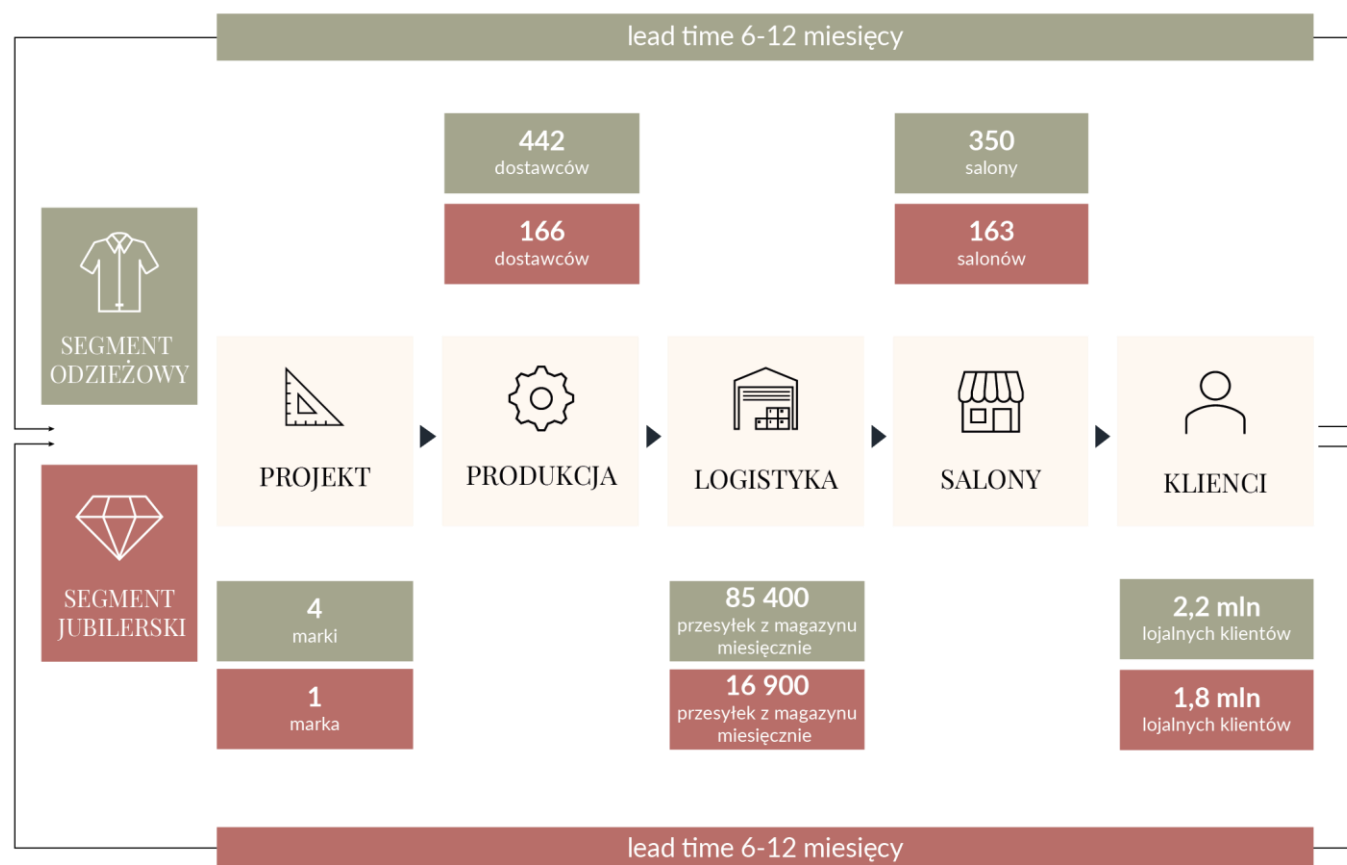 lead time 6-12 miesięcy
442
dostawców
350
salony
166
dostawców
163
salonów
SEGMENT
ODZIEŻOWY
PROJEKT
PRODUKCJA
LOGISTYKA
SALONY
KLIENCI
SEGMENT
JUBILERSKI
4
marki
85 400
przesyłek z magazynu
miesięcznie
2,2 mln
lojalnych klientów
1
marka
16 900
przesyłek z magazynu
miesięcznie
1,8 mln
lojalnych klientów
lead time 6-12 miesięcy